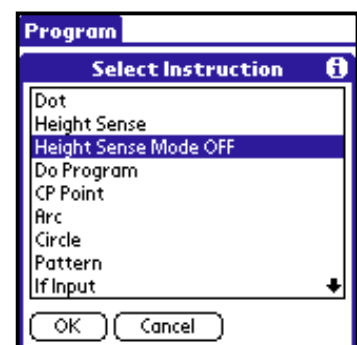 Program
Select Instruction
Dot
Height Sense
Height Sense Mode OFF
Do Program
CP Point
Arc
Circle
Pattern
If Input
OK Cancel